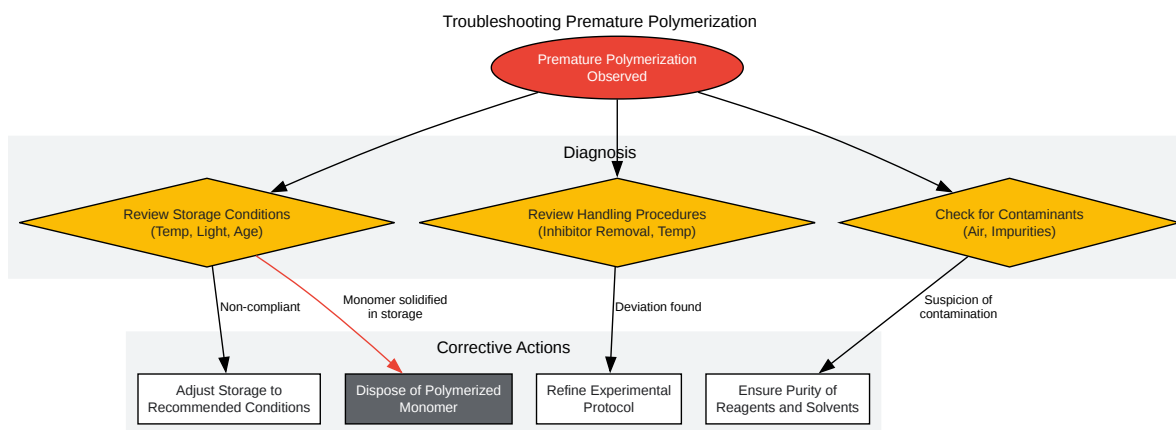 Troubleshooting Premature Polymerization
Premature Polymerization
Observed
Diagnosis
Review Storage Conditions
(Temp, Light, Age)
Review Handling Procedures
(Inhibitor Removal, Temp)
Check for Contaminants
(Air, Impurities)
Non-compliant
Monomer solidified
in storage
Deviation found
Suspicion of
contamination
Corrective Actions
Adjust Storage to
Recommended Conditions
Dispose of Polymerized
Monomer
Refine Experimental
Protocol
Ensure Purity of
Reagents and Solvents